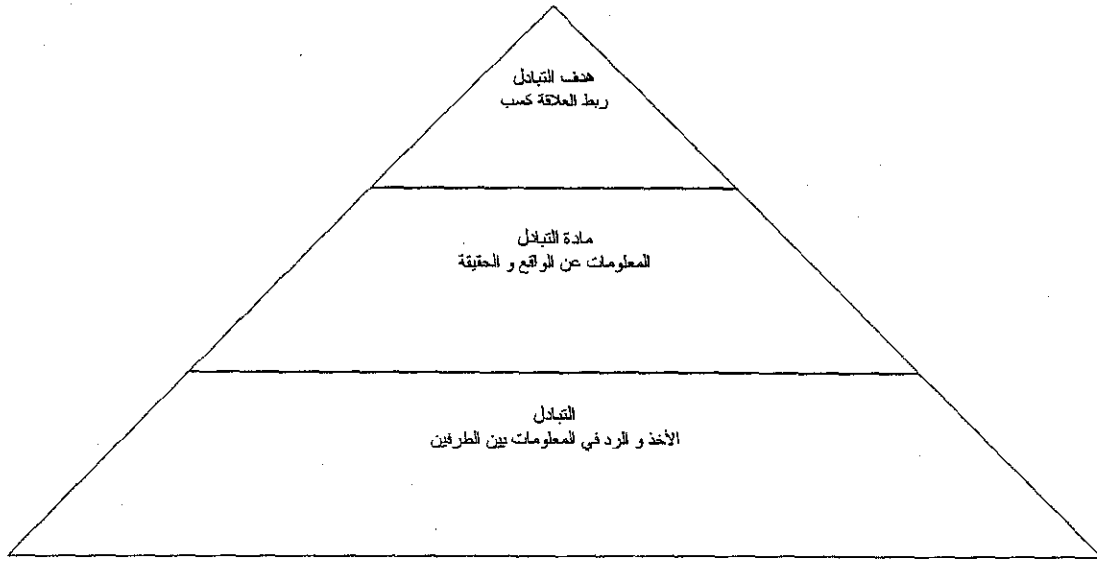 هدف التبادل
ربط العلاقة كسب
مادة التبادل
المعلومات عن الواقع و الحقيقة
التبادل
الأخذ و الرد في المعلومات بين الطرفين